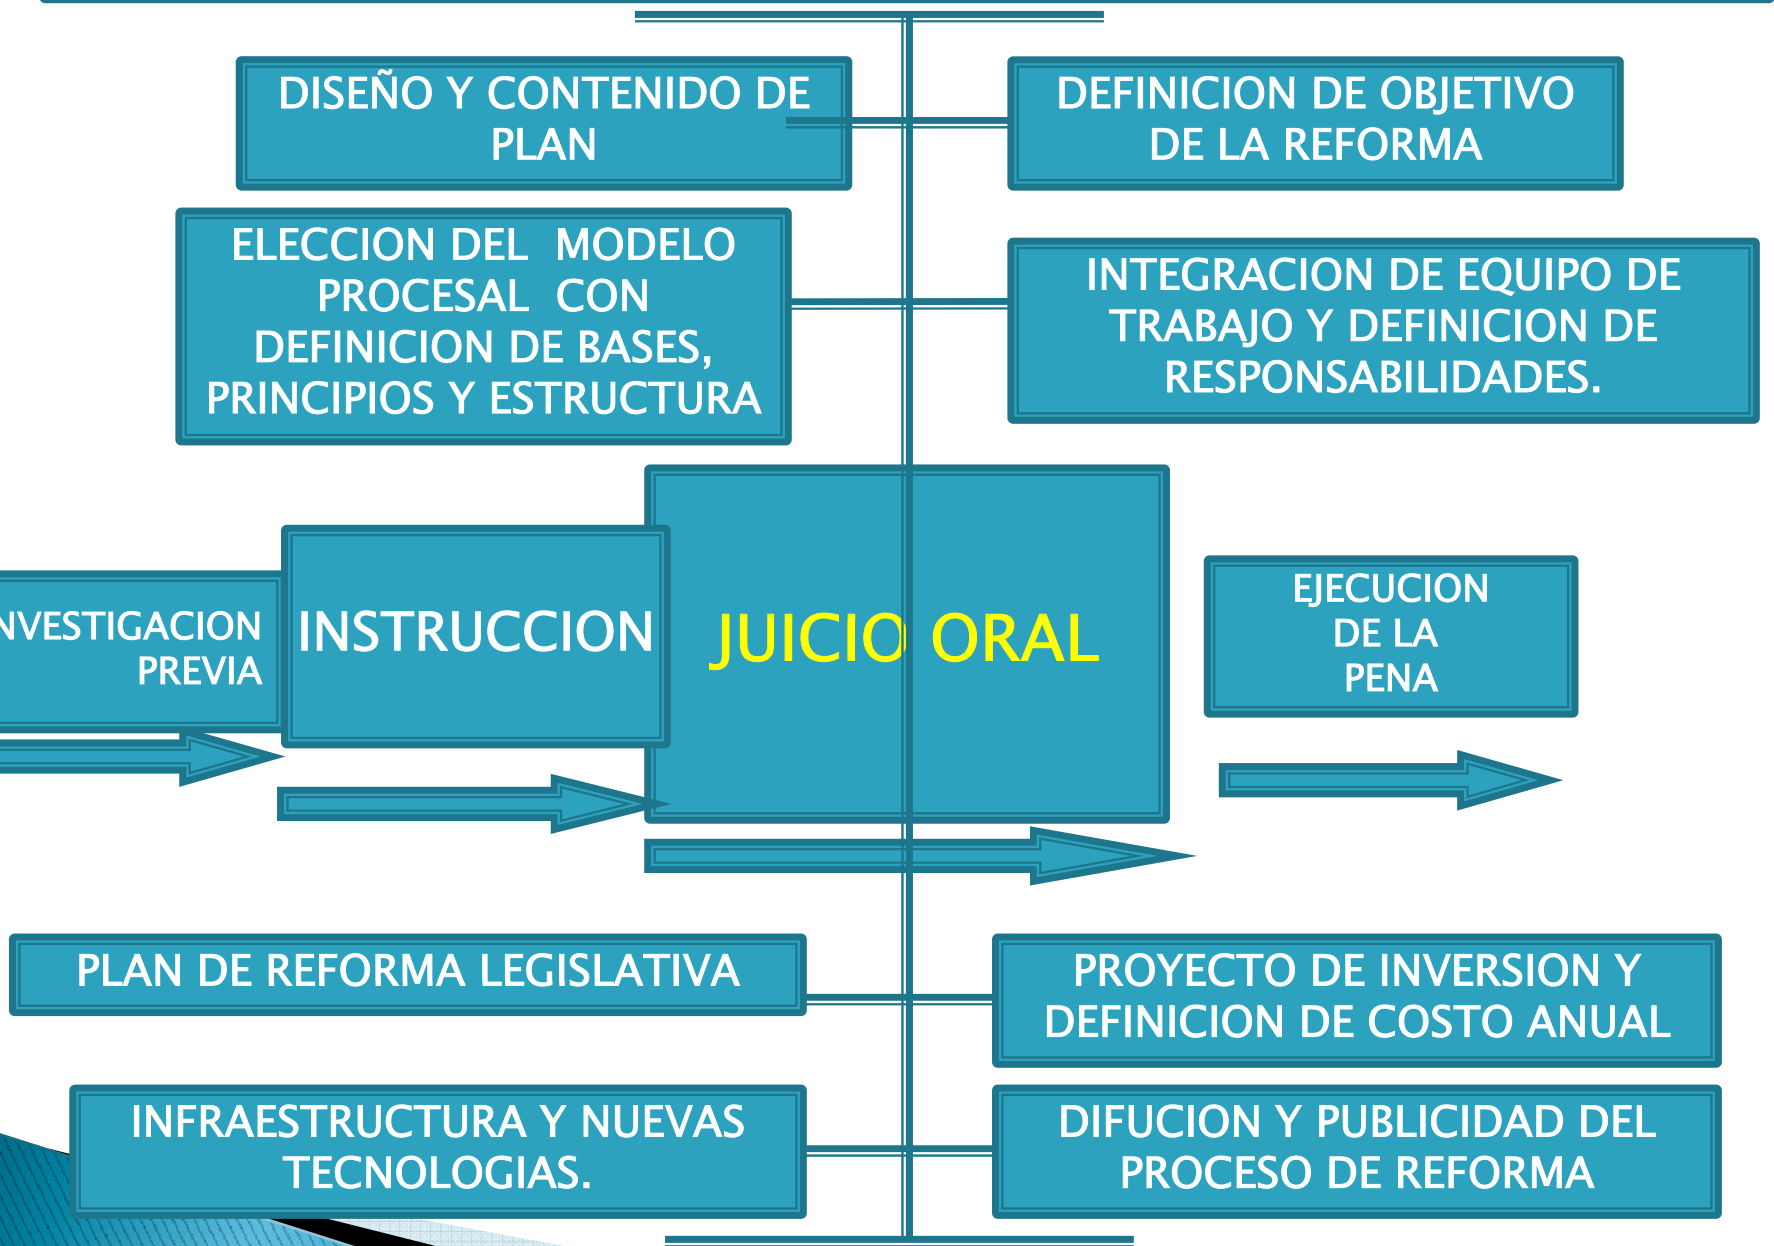 DISEÑO Y CONTENIDO DE
PLAN
DEFINICION DE OBJETIVO
DE LA REFORMA
ELECCION DEL MODELO
PROCESAL CON
DEFINICION DE BASES,
PRINCIPIOS Y ESTRUCTURA
INTEGRACION DE EQUIPO DE
TRABAJO Y DEFINICION DE
RESPONSABILIDADES.
NVESTIGACION
PREVIA
INSTRUCCION
JUICIO ORAL
EJECUCION
DE LA
PENA
PLAN DE REFORMA LEGISLATIVA
PROYECTO DE INVERSION Y
DEFINICION DE COSTO ANUAL
INFRAESTRUCTURA Y NUEVAS
TECNOLOGIAS.
DIFUCION Y PUBLICIDAD DEL
PROCESO DE REFORMA